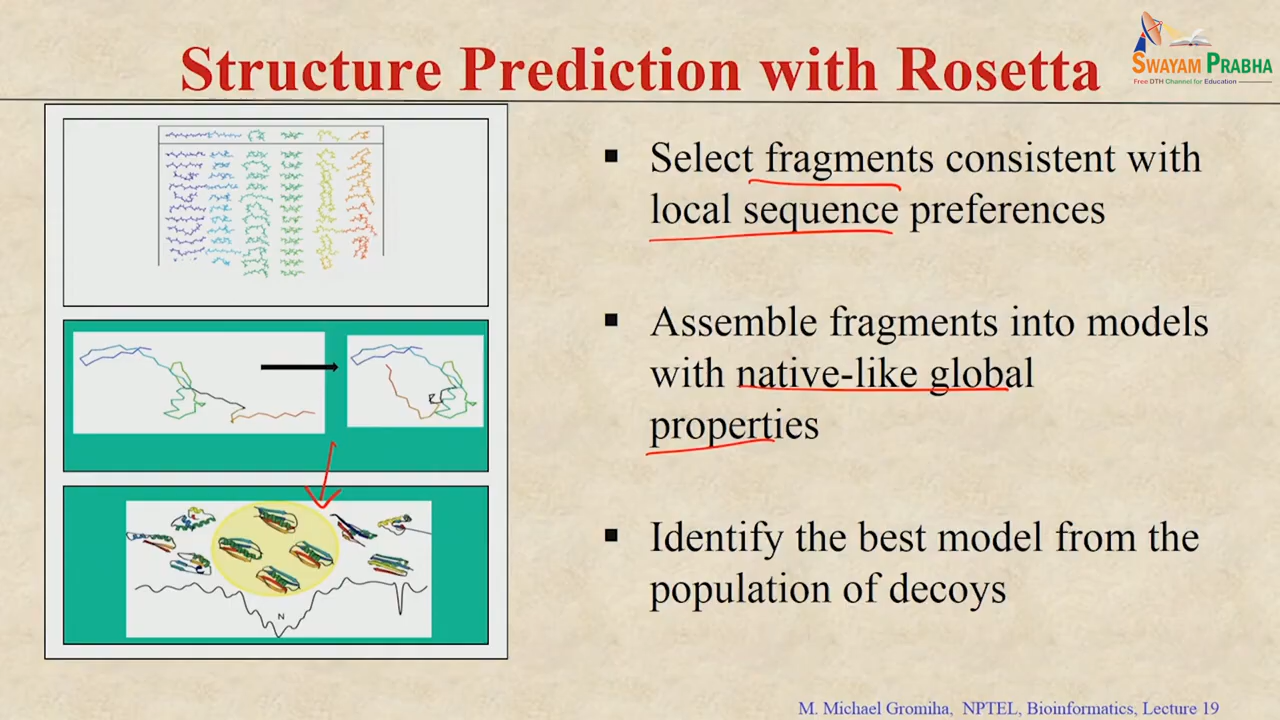 Structure Prediction with Rosetta
SWAYAM PRABHA
Free DTH Channel for Education
▪ Select fragments consistent with
local sequence preferences
▪ Assemble fragments into models
with native-like global
properties
▪ Identify the best model from the
population of decoys
N
M. Michael Gromiha, NPTEL, Bioinformatics, Lecture 19